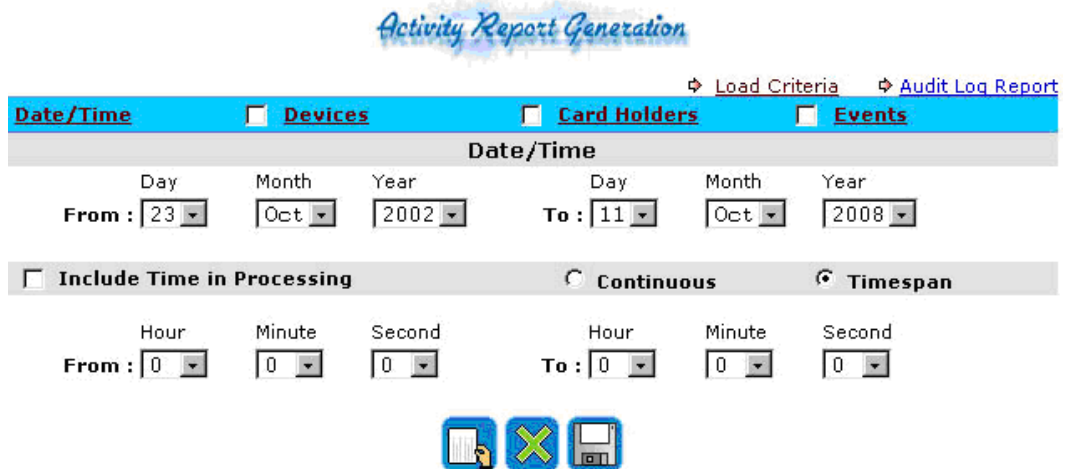 Activity Report Generation
Load Criteria Audit Log Report
Date/Time Devices Card Holders Events
Date/Time
Day Month Year Day Month Year
From : 23 Oct 2002 To : 11 Oct 2008
Include Time in Processing Continuous Timespan
Hour Minute Second Hour Minute Second
From : 0 0 0 To : 0 0 0